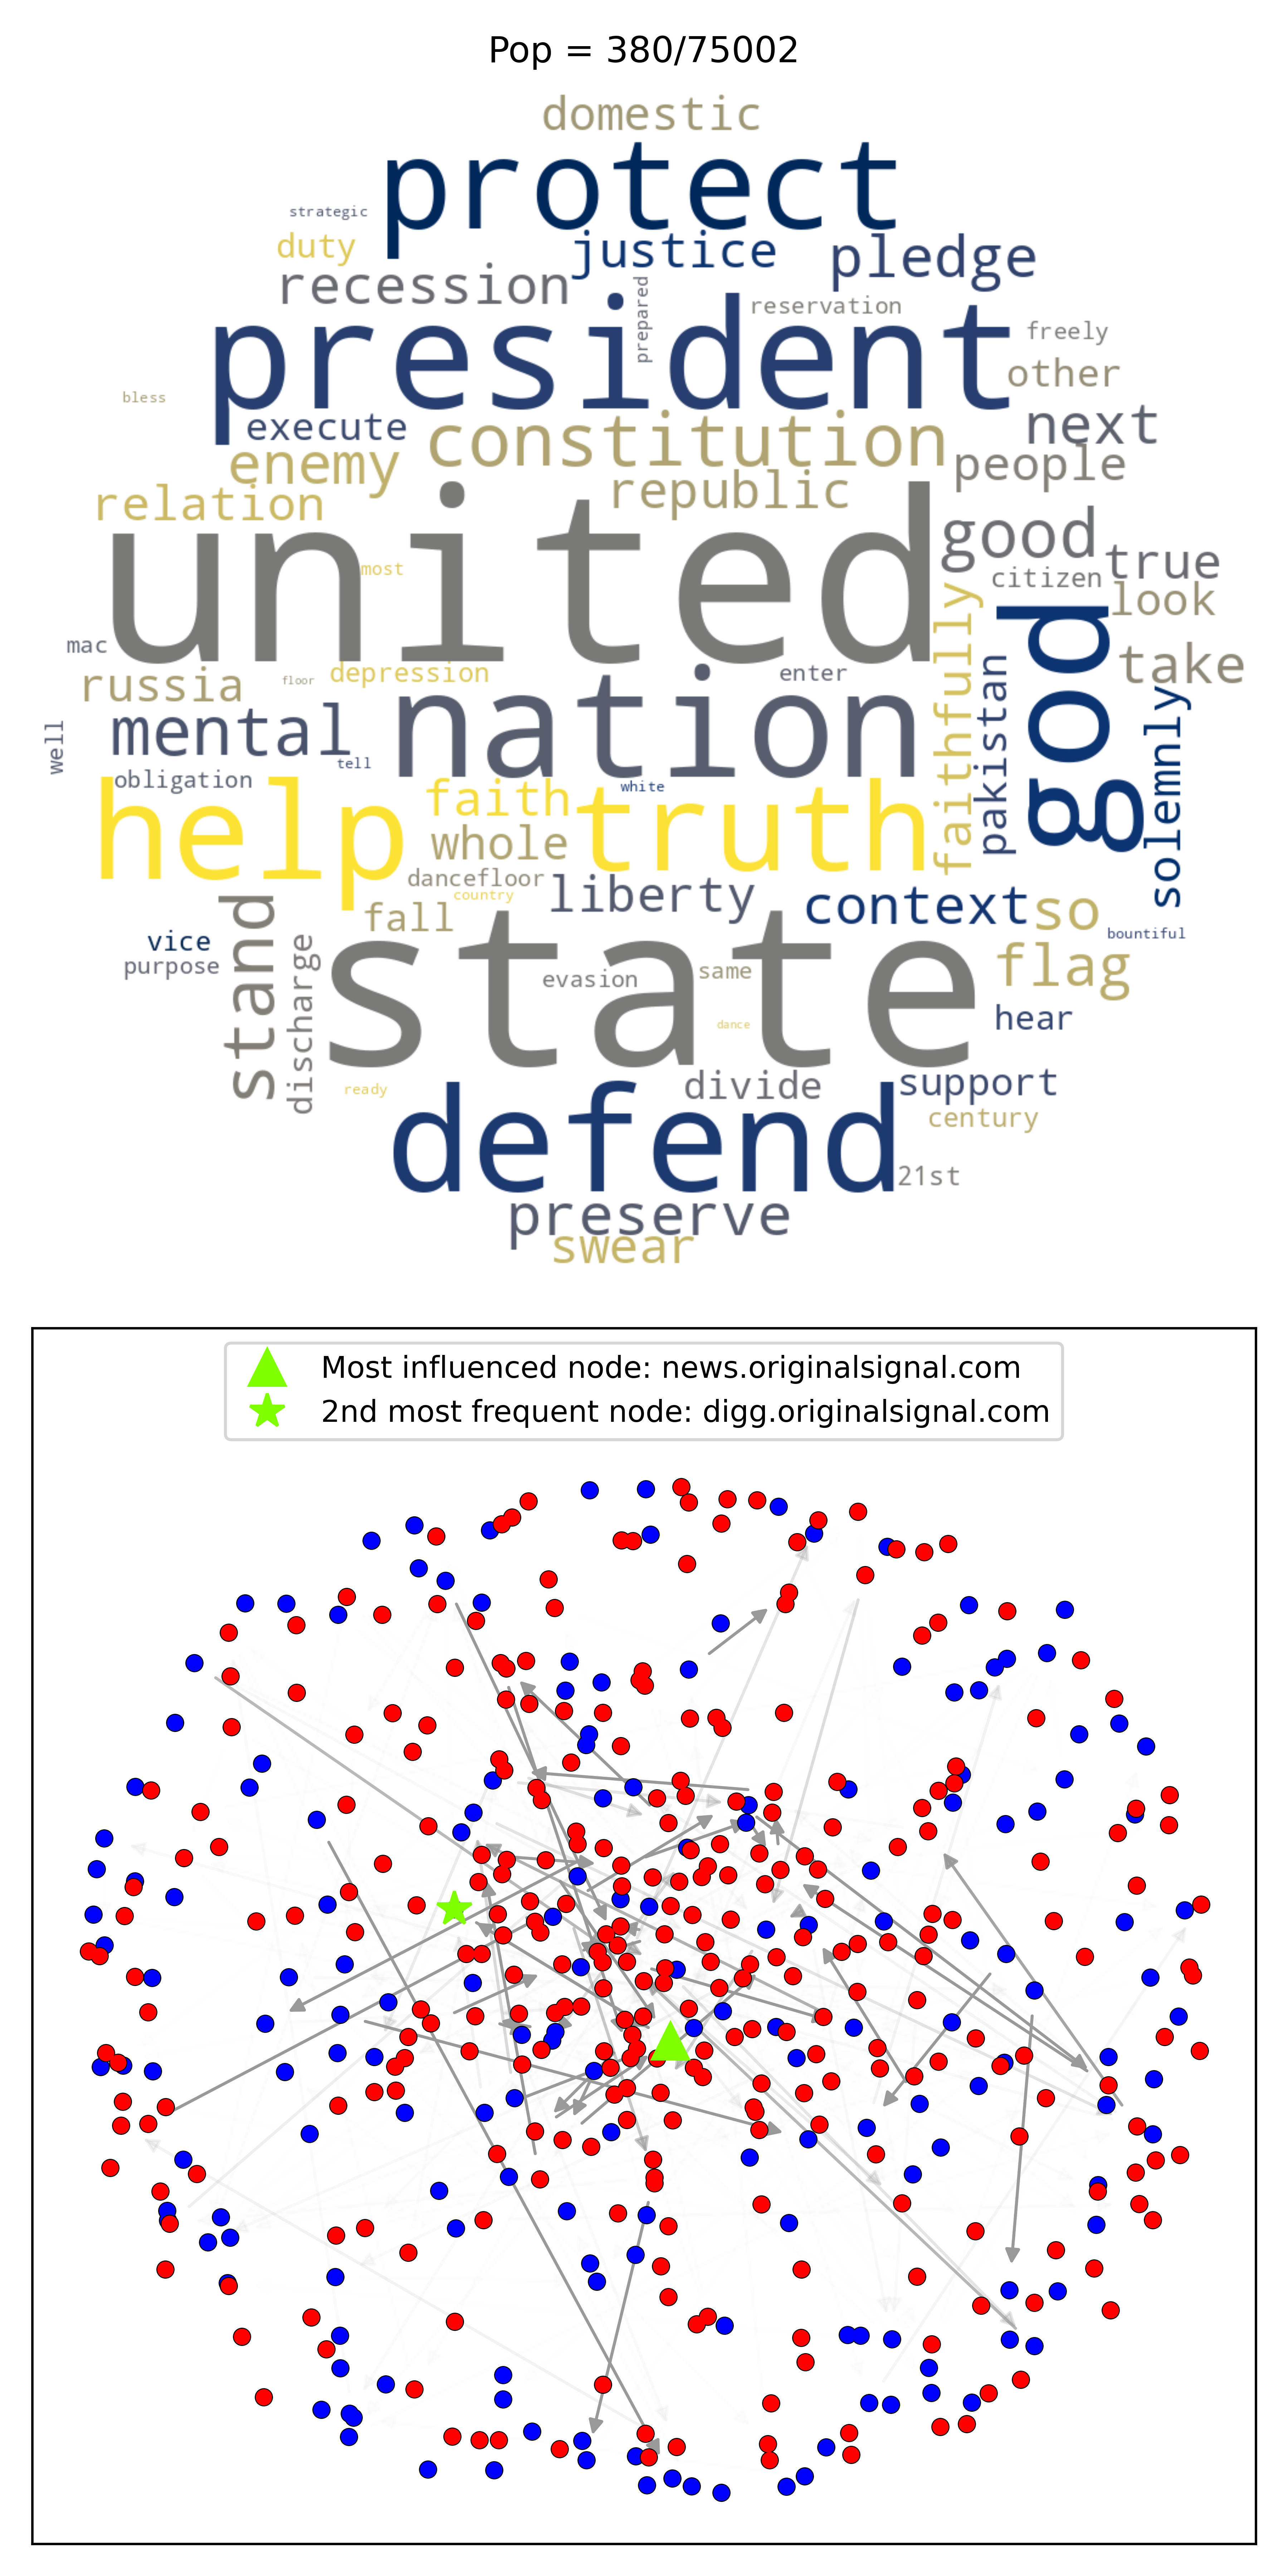 Pop = 380/75002
domestic
protect
strategic
duty
justice
pledge
recession
prepared
reservation
president
freely
other
bless
execute
constitution
next
enemy
people
relation
republic
united
good
true
most
citizen
look
faithfully
god
mac
take
russia
floor
depression
enter
nation
pakistan
solemnly
well
mental
tell
obligation
help
faith
white
truth
whole
dancefloor
country
liberty
context
so
stand
fall
vice
purpose
bountiful
discharge
state
evasion
same
flag
dance
hear
ready
divide
support
defend
century
21st
preserve
swear
Most influenced node: news.originalsignal.com
2nd most frequent node: digg.originalsignal.com